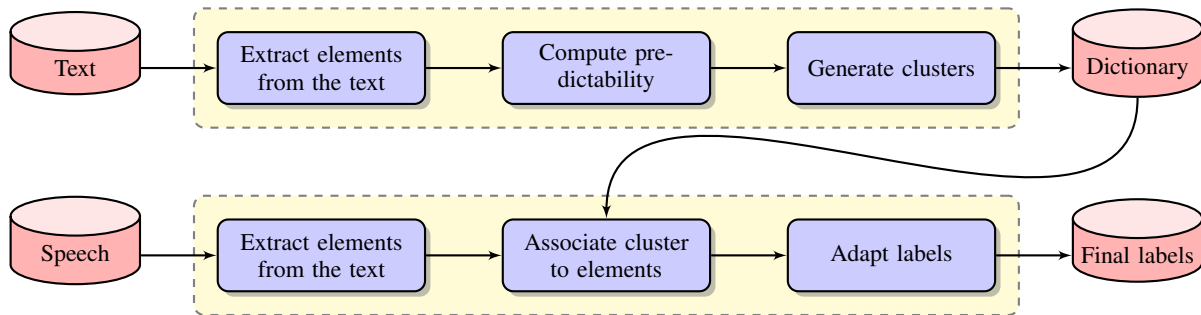 Text
Extract elements
from the text
Compute pre-
dictability
Generate clusters
Dictionary
Speech
Extract elements
from the text
Associate cluster
to elements
Adapt labels
Final labels